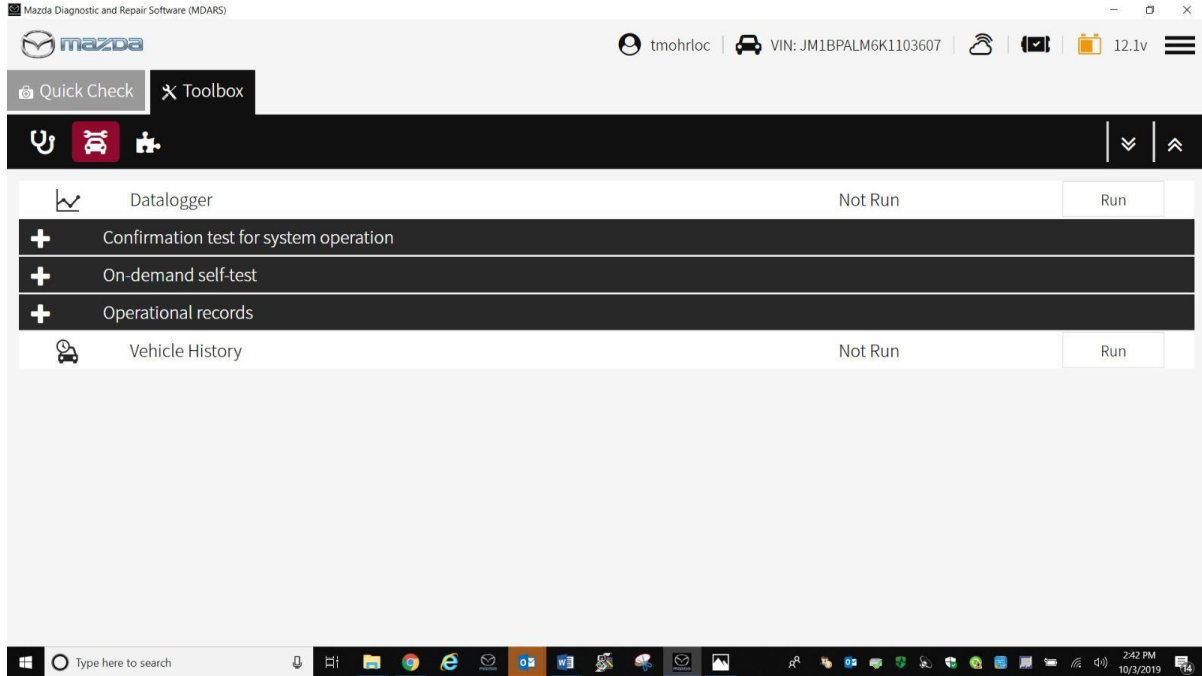 Mazda Diagnostic and Repair Software (MDARS)
mazda
tmohrloc VIN: JM1BPALM6K1103607 12.1v
Quick Check Toolbox
Datalogger Not Run Run
Confirmation test for system operation
On-demand self-test
Operational records
Vehicle History Not Run Run
Type here to search
2:42 PM
10/3/2019
14